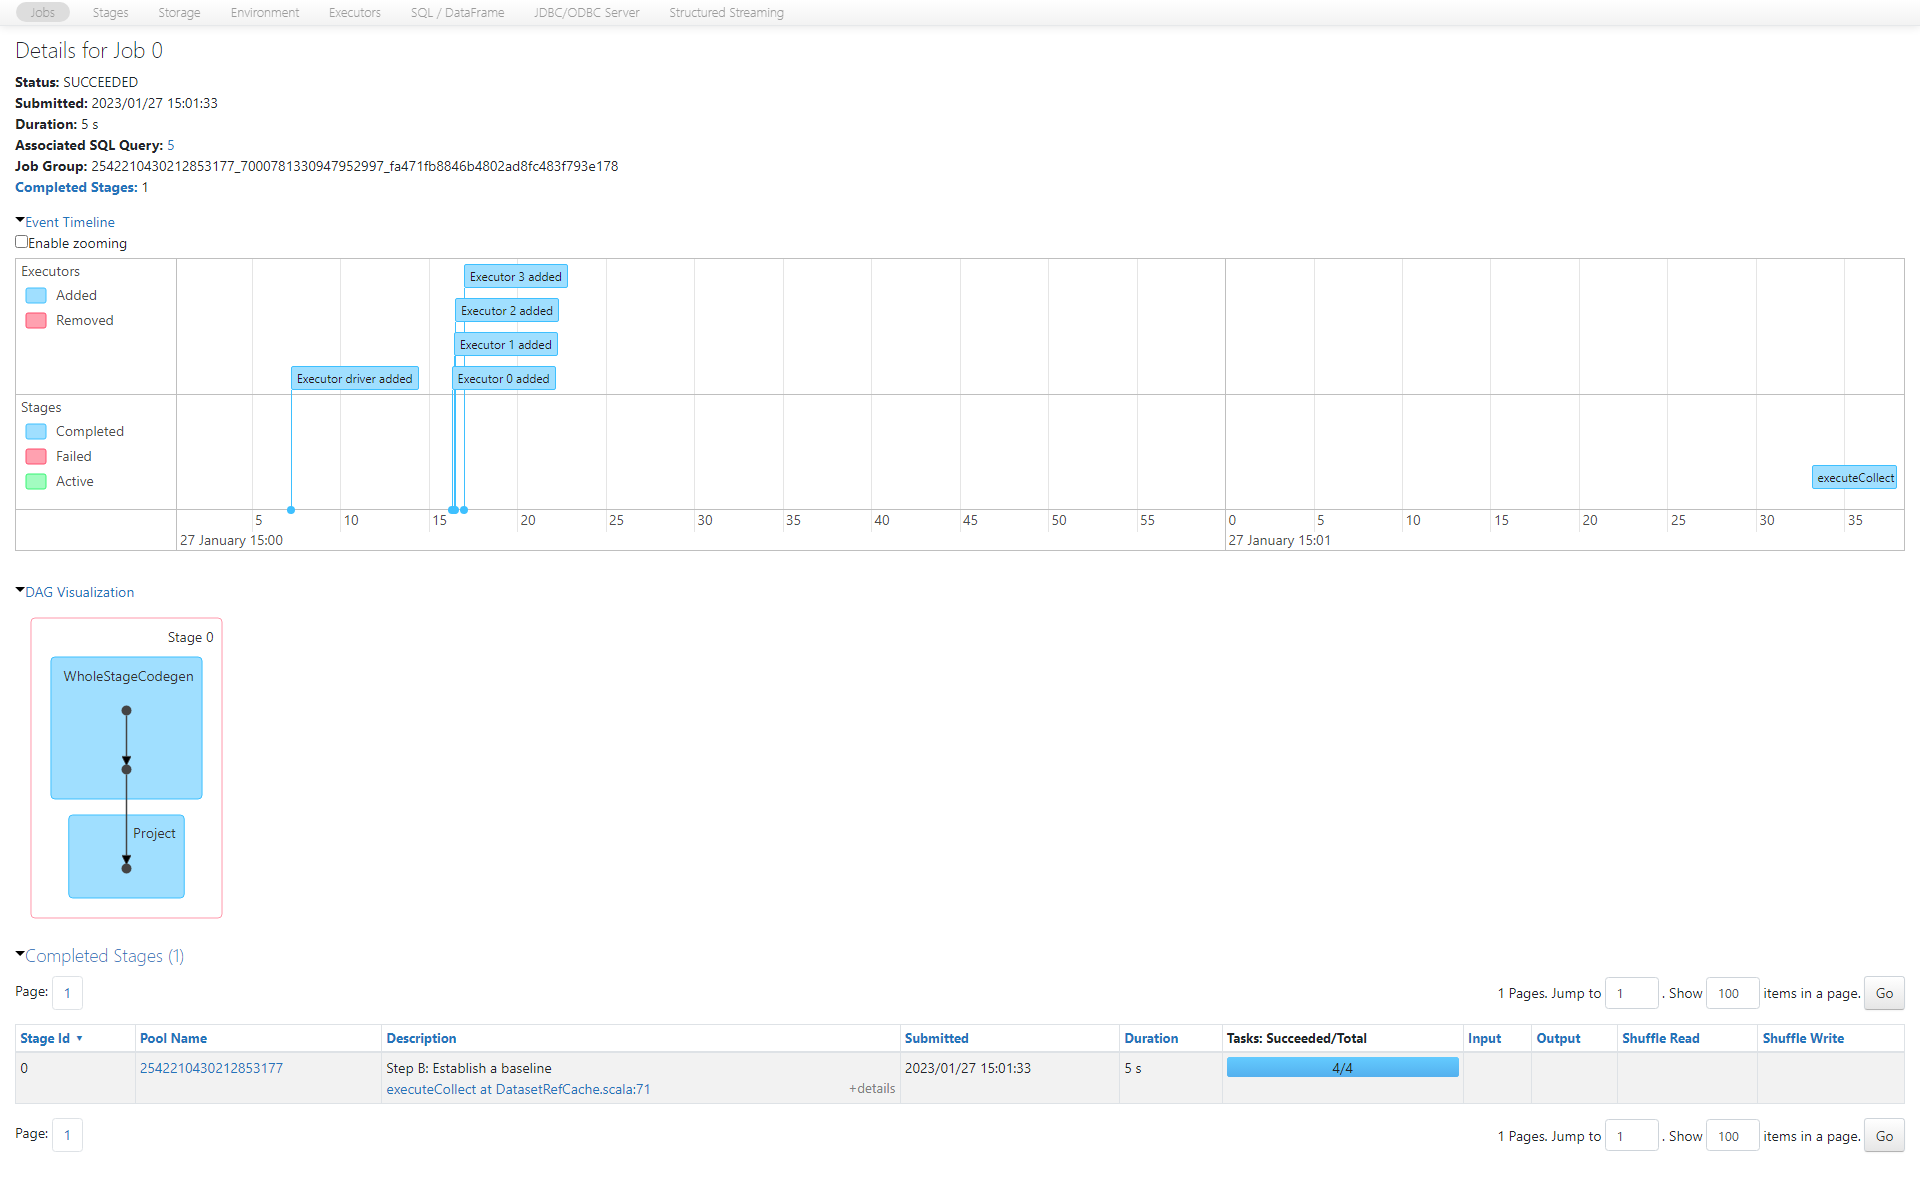 Jobs Stages Storage Environment Executors SQL / DataFrame JDBC/ODBC Server Structured Streaming
Details for Job 0
Status: SUCCEEDED
Submitted: 2023/01/27 15:01:33
Duration: 5 s
Associated SQL Query: 5
Job Group: 2542210430212853177_7000781330947952997_fa471fb8846b4802ad8fc483f793e178
Completed Stages: 1
Event Timeline
Enable zooming
Executors
Added
Removed
Executor 3 added
Executor 2 added
Executor 1 added
Executor driver added Executor 0 added
Stages
Completed
Failed
Active
executeCollect
5 10 15 20 25 30 35 40 45 50 55 0 5 10 15 20 25 30 35
27 January 15:00 27 January 15:01
DAG Visualization
Stage 0
WholeStageCodegen
Project
Completed Stages (1)
Page: 1 1 Pages. Jump to 1 . Show 100 items in a page. Go
Stage Id ▾ Pool Name Description Submitted Duration Tasks: Succeeded/Total Input Output Shuffle Read Shuffle Write
0 2542210430212853177 Step B: Establish a baseline 2023/01/27 15:01:33 5 s 4/4
executeCollect at DatasetRefCache.scala:71 +details
Page: 1 1 Pages. Jump to 1 . Show 100 items in a page. Go